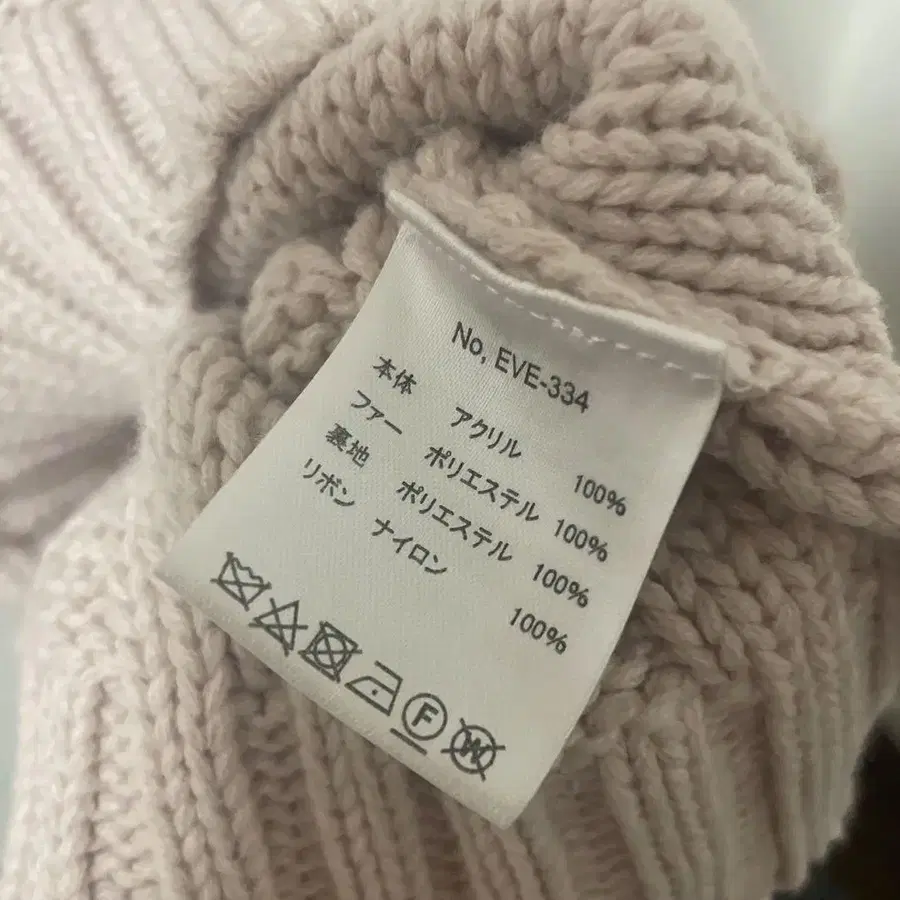 No, EVE-334
本体 アクリル 100%
ファー ポリエステル 100%
裏地 ポリエステル 100%
リボン ナイロン 100%
F W